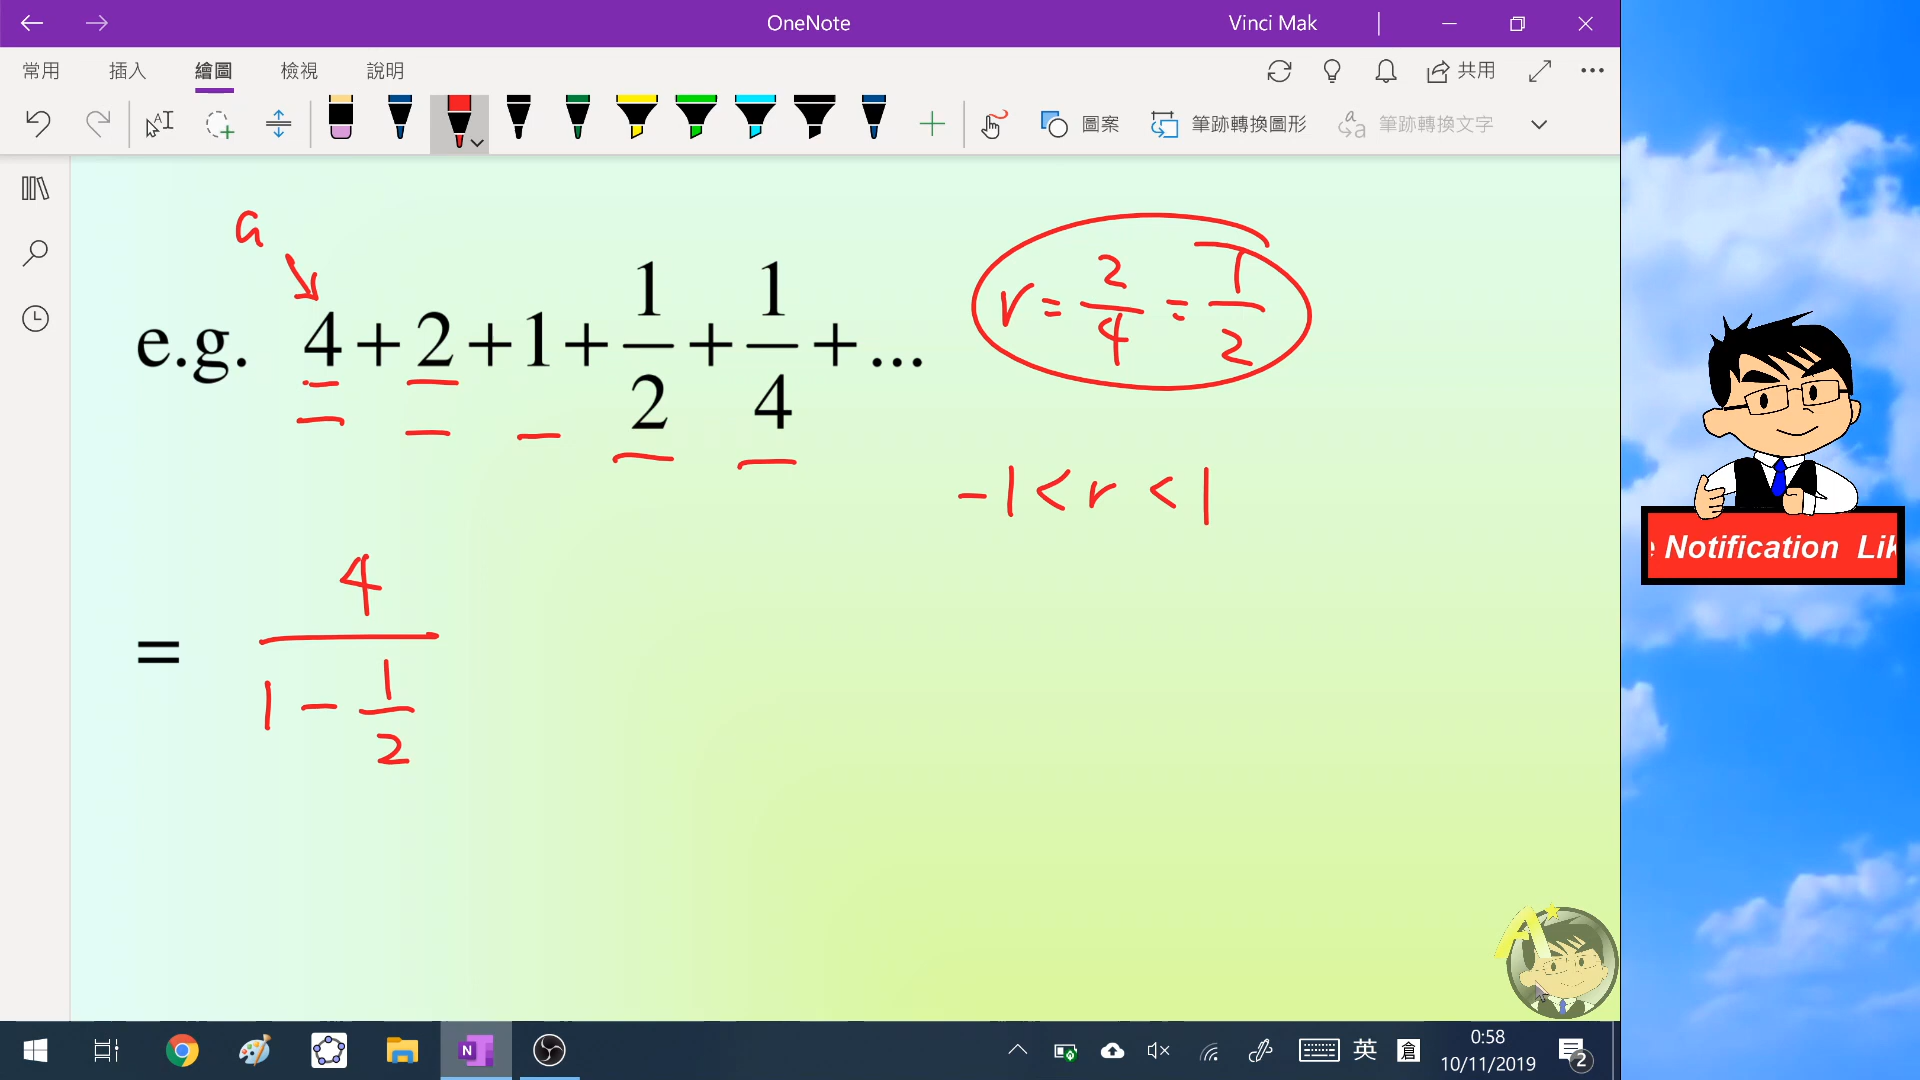 OneNote
Vinci Mak
常用 插入 繪圖 檢視 說明 共用
圖案 筆跡轉換圖形 筆跡轉換文字
a
e.g. 4+2+1+1/2+1/4+...
r = 2/4 = 1/2
-1 < r < 1
= 4/(1 - 1/2)
Notification Lik
A
英 倉
0:58
10/11/2019
2